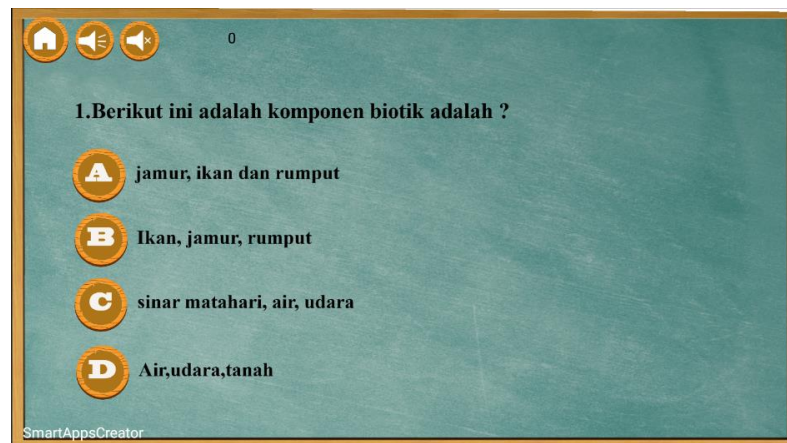 0
1.Berikut ini adalah komponen biotik adalah ?
A jamur, ikan dan rumput
B Ikan, jamur, rumput
C sinar matahari, air, udara
D Air,udara,tanah
SmartAppsCreator